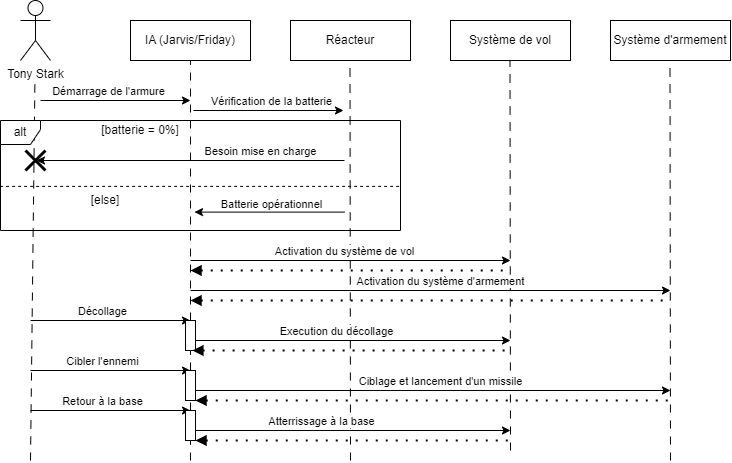 Tony Stark
IA (Jarvis/Friday)
Réacteur
Système de vol
Système d'armement
Démarrage de l'armure
Vérification de la batterie
alt
[batterie = 0%]
Besoin mise en charge
[else]
Batterie opérationnel
Activation du système de vol
Activation du système d'armement
Décollage
Execution du décollage
Cibler l'ennemi
Ciblage et lancement d'un missile
Retour à la base
Atterrissage à la base